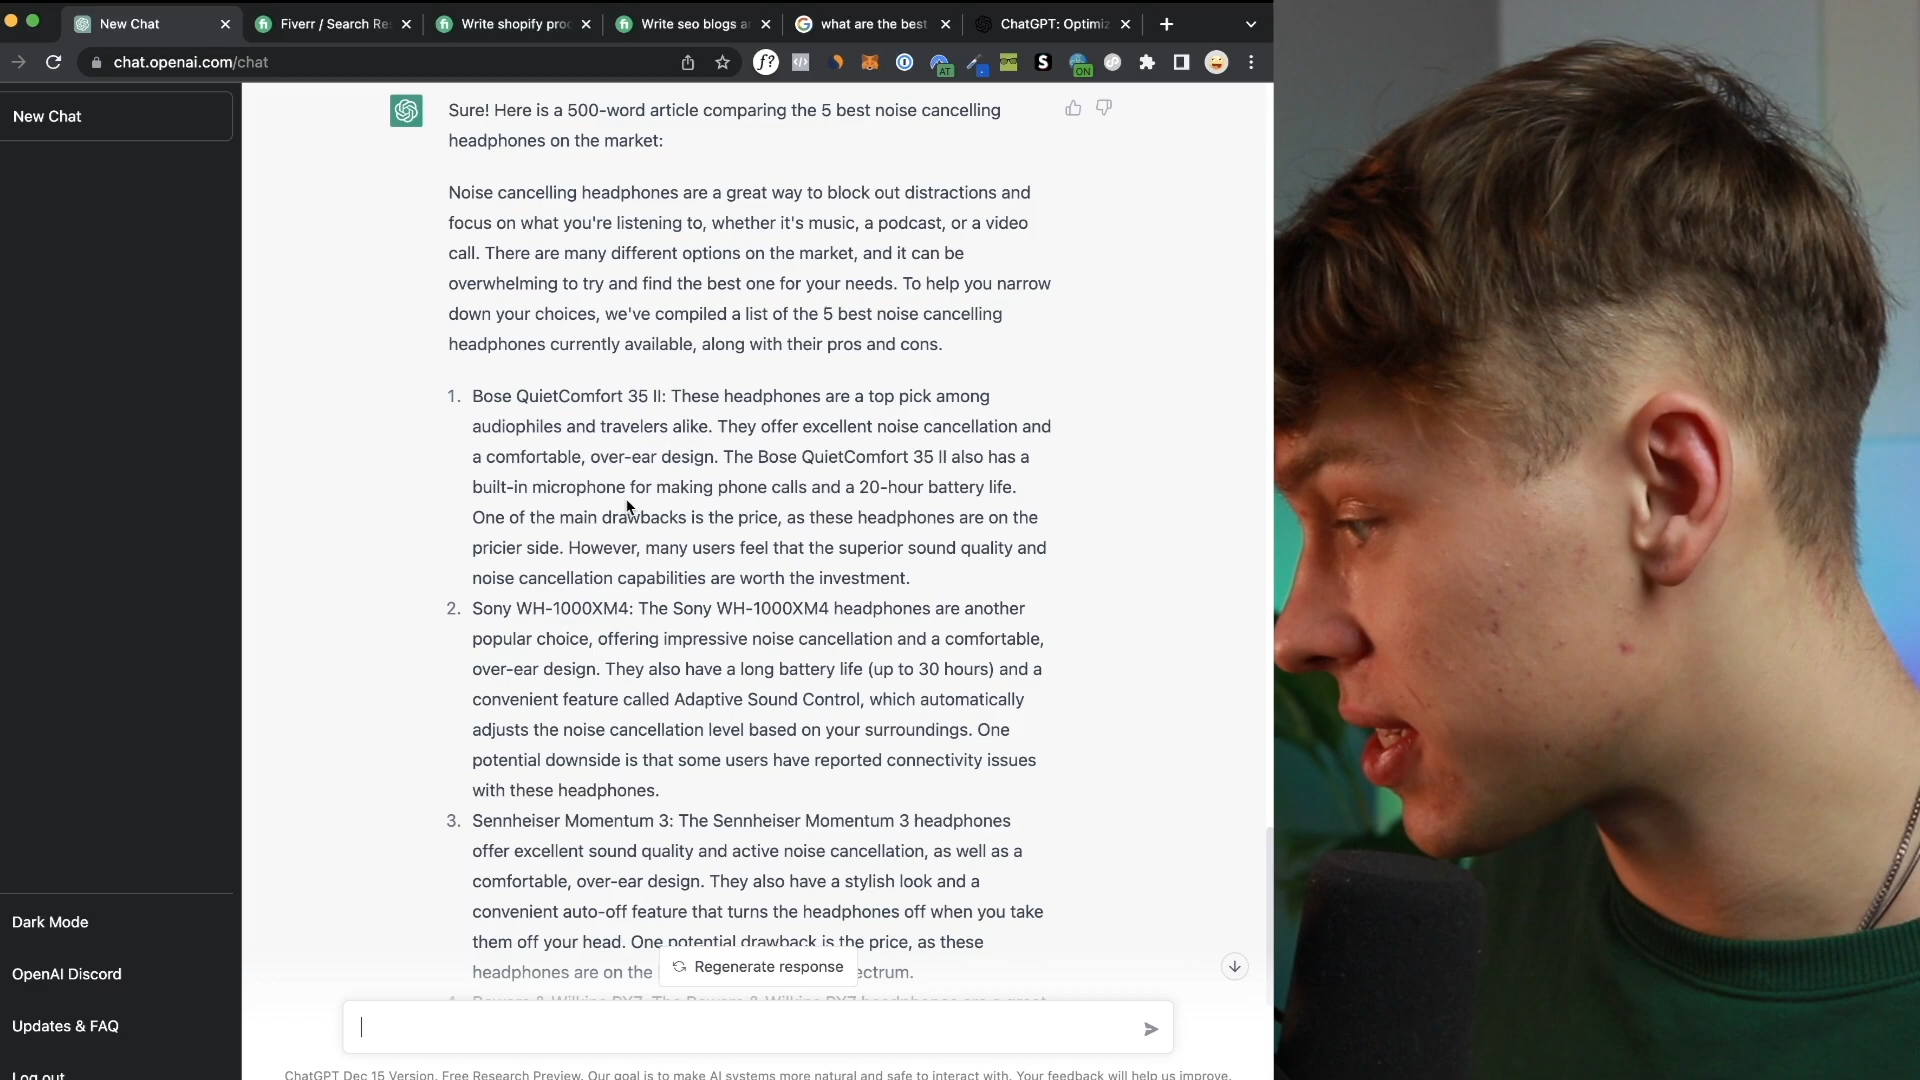 New Chat
Fiverr / Search Re
Write shopify pro
Write seo blogs a
what are the best
ChatGPT: Optimiz
chat.openai.com/chat
f?
AT
S
ON
New Chat
Sure! Here is a 500-word article comparing the 5 best noise cancelling
headphones on the market:
Noise cancelling headphones are a great way to block out distractions and
focus on what you're listening to, whether it's music, a podcast, or a video
call. There are many different options on the market, and it can be
overwhelming to try and find the best one for your needs. To help you narrow
down your choices, we've compiled a list of the 5 best noise cancelling
headphones currently available, along with their pros and cons.
1. Bose QuietComfort 35 II: These headphones are a top pick among
audiophiles and travelers alike. They offer excellent noise cancellation and
a comfortable, over-ear design. The Bose QuietComfort 35 II also has a
built-in microphone for making phone calls and a 20-hour battery life.
One of the main drawbacks is the price, as these headphones are on the
pricier side. However, many users feel that the superior sound quality and
noise cancellation capabilities are worth the investment.
2. Sony WH-1000XM4: The Sony WH-1000XM4 headphones are another
popular choice, offering impressive noise cancellation and a comfortable,
over-ear design. They also have a long battery life (up to 30 hours) and a
convenient feature called Adaptive Sound Control, which automatically
adjusts the noise cancellation level based on your surroundings. One
potential downside is that some users have reported connectivity issues
with these headphones.
3. Sennheiser Momentum 3: The Sennheiser Momentum 3 headphones
offer excellent sound quality and active noise cancellation, as well as a
comfortable, over-ear design. They also have a stylish look and a
convenient auto-off feature that turns the headphones off when you take
them off your head. One potential drawback is the price, as these
headphones are on the ectrum.
4. Bowers & Wilkins PX7: The Bowers & Wilkins PX7 headphones are a great
Regenerate response
Dark Mode
OpenAI Discord
Updates & FAQ
Log out
ChatGPT Dec 15 Version. Free Research Preview. Our goal is to make AI systems more natural and safe to interact with. Your feedback will help us improve.